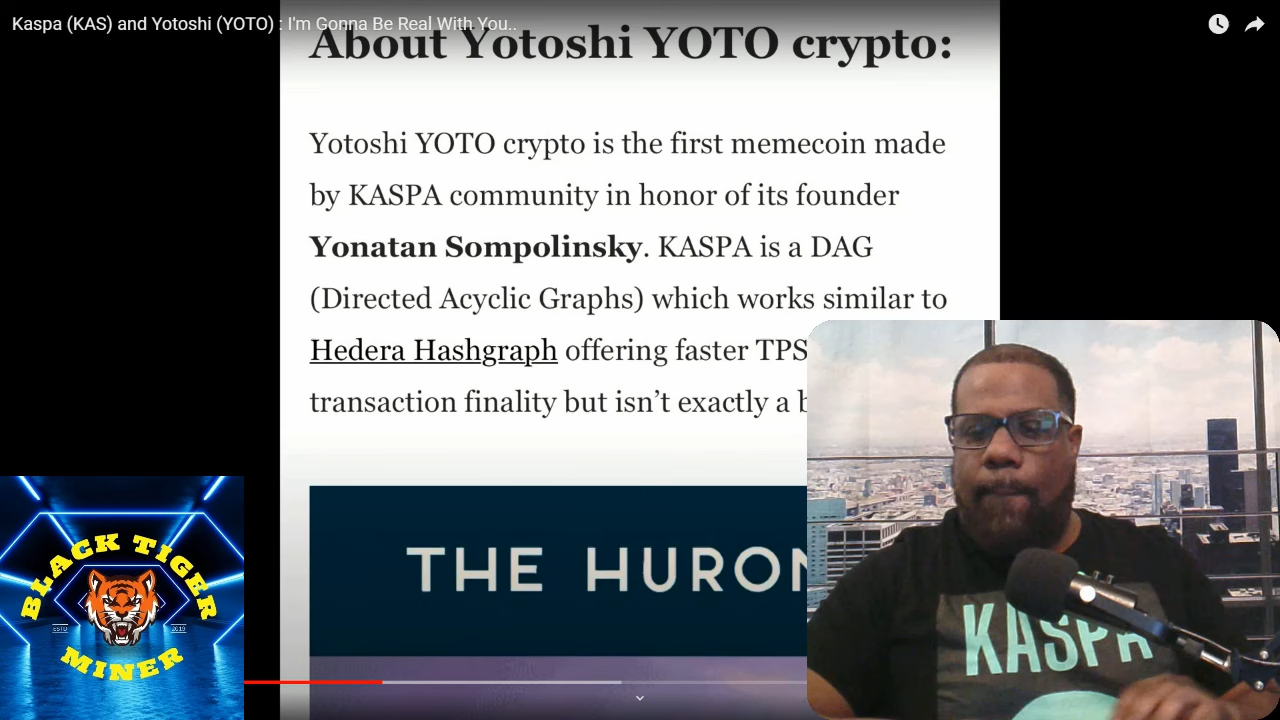 Kaspa (KAS) and Yotoshi (YOTO) : I'm Gonna Be Real With You..
About Yotoshi YOTO crypto:
Yotoshi YOTO crypto is the first memecoin made
by KASPA community in honor of its founder
Yonatan Sompolinsky. KASPA is a DAG
(Directed Acyclic Graphs) which works similar to
Hedera Hashgraph offering faster TPS
transaction finality but isn't exactly a b
THE HURON
BLACK TIGER
ESTD 2019
MINER
KASPA